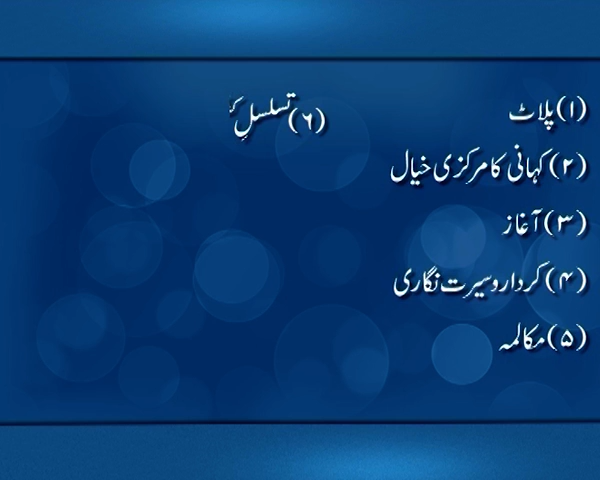 (۱) پلاٹ
(۲) کہانی کا مرکزی خیال
(۳) آغاز
(۴) کردار و سیرت نگاری
(۵) مکالمہ
(۶) تسلسلِ